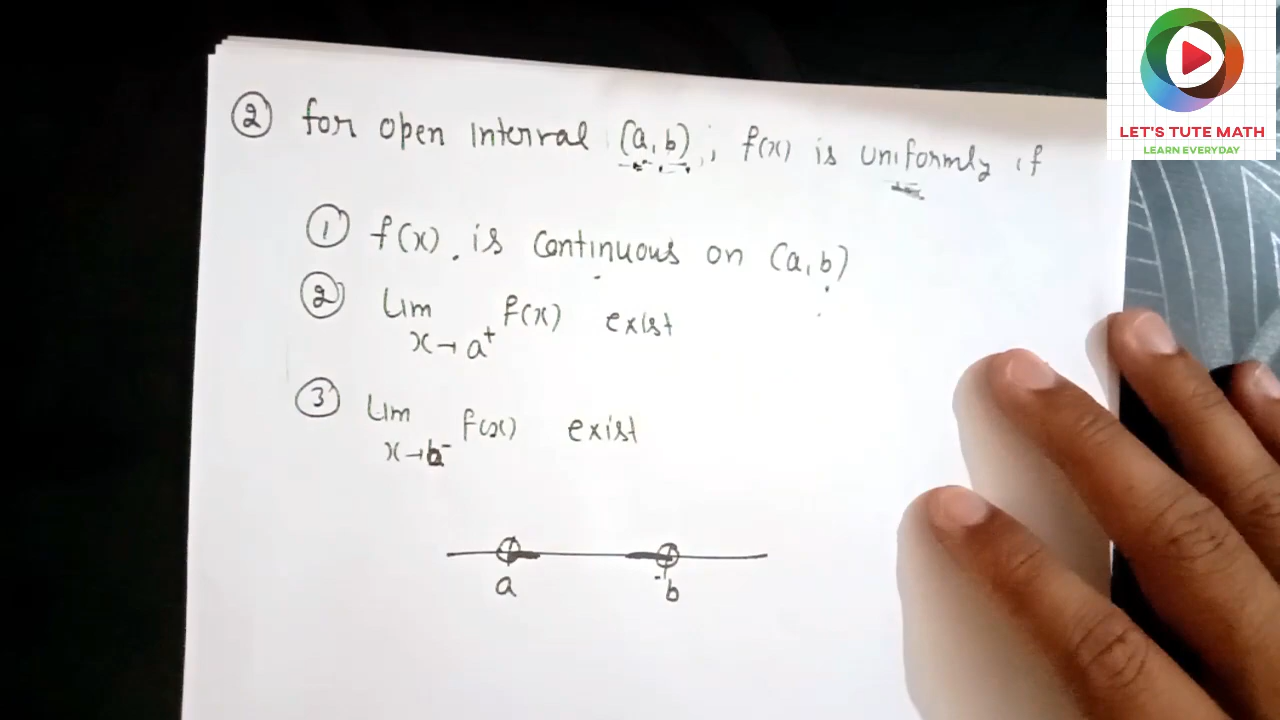 ② for open interval (a, b), f(x) is uniformly if
① f(x) is continuous on (a, b)
② Lim x→a⁺ f(x) exist
③ Lim x→b⁻ f(x) exist
a b
LET'S TUTE MATH
LEARN EVERYDAY